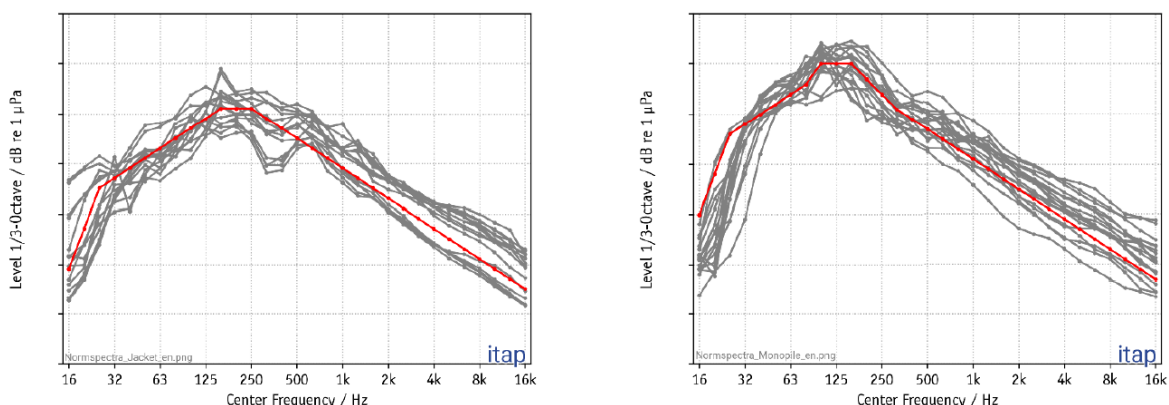 Level 1/3-Octave / dB re 1 µPa
Normspectra_Jacket_en.png
itap
16 32 63 125 250 500 1k 2k 4k 8k 16k
Center Frequency / Hz
Level 1/3-Octave / dB re 1 µPa
Normspectra_Monopile_en.png
itap
16 32 63 125 250 500 1k 2k 4k 8k 16k
Center Frequency / Hz